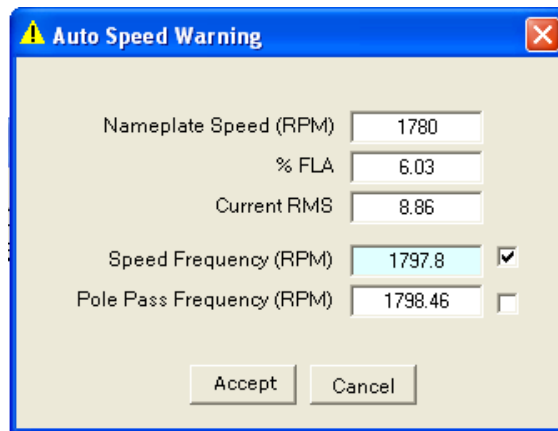 Auto Speed Warning
Nameplate Speed (RPM) 1780
% FLA 6.03
Current RMS 8.86
Speed Frequency (RPM) 1797.8
Pole Pass Frequency (RPM) 1798.46
Accept Cancel